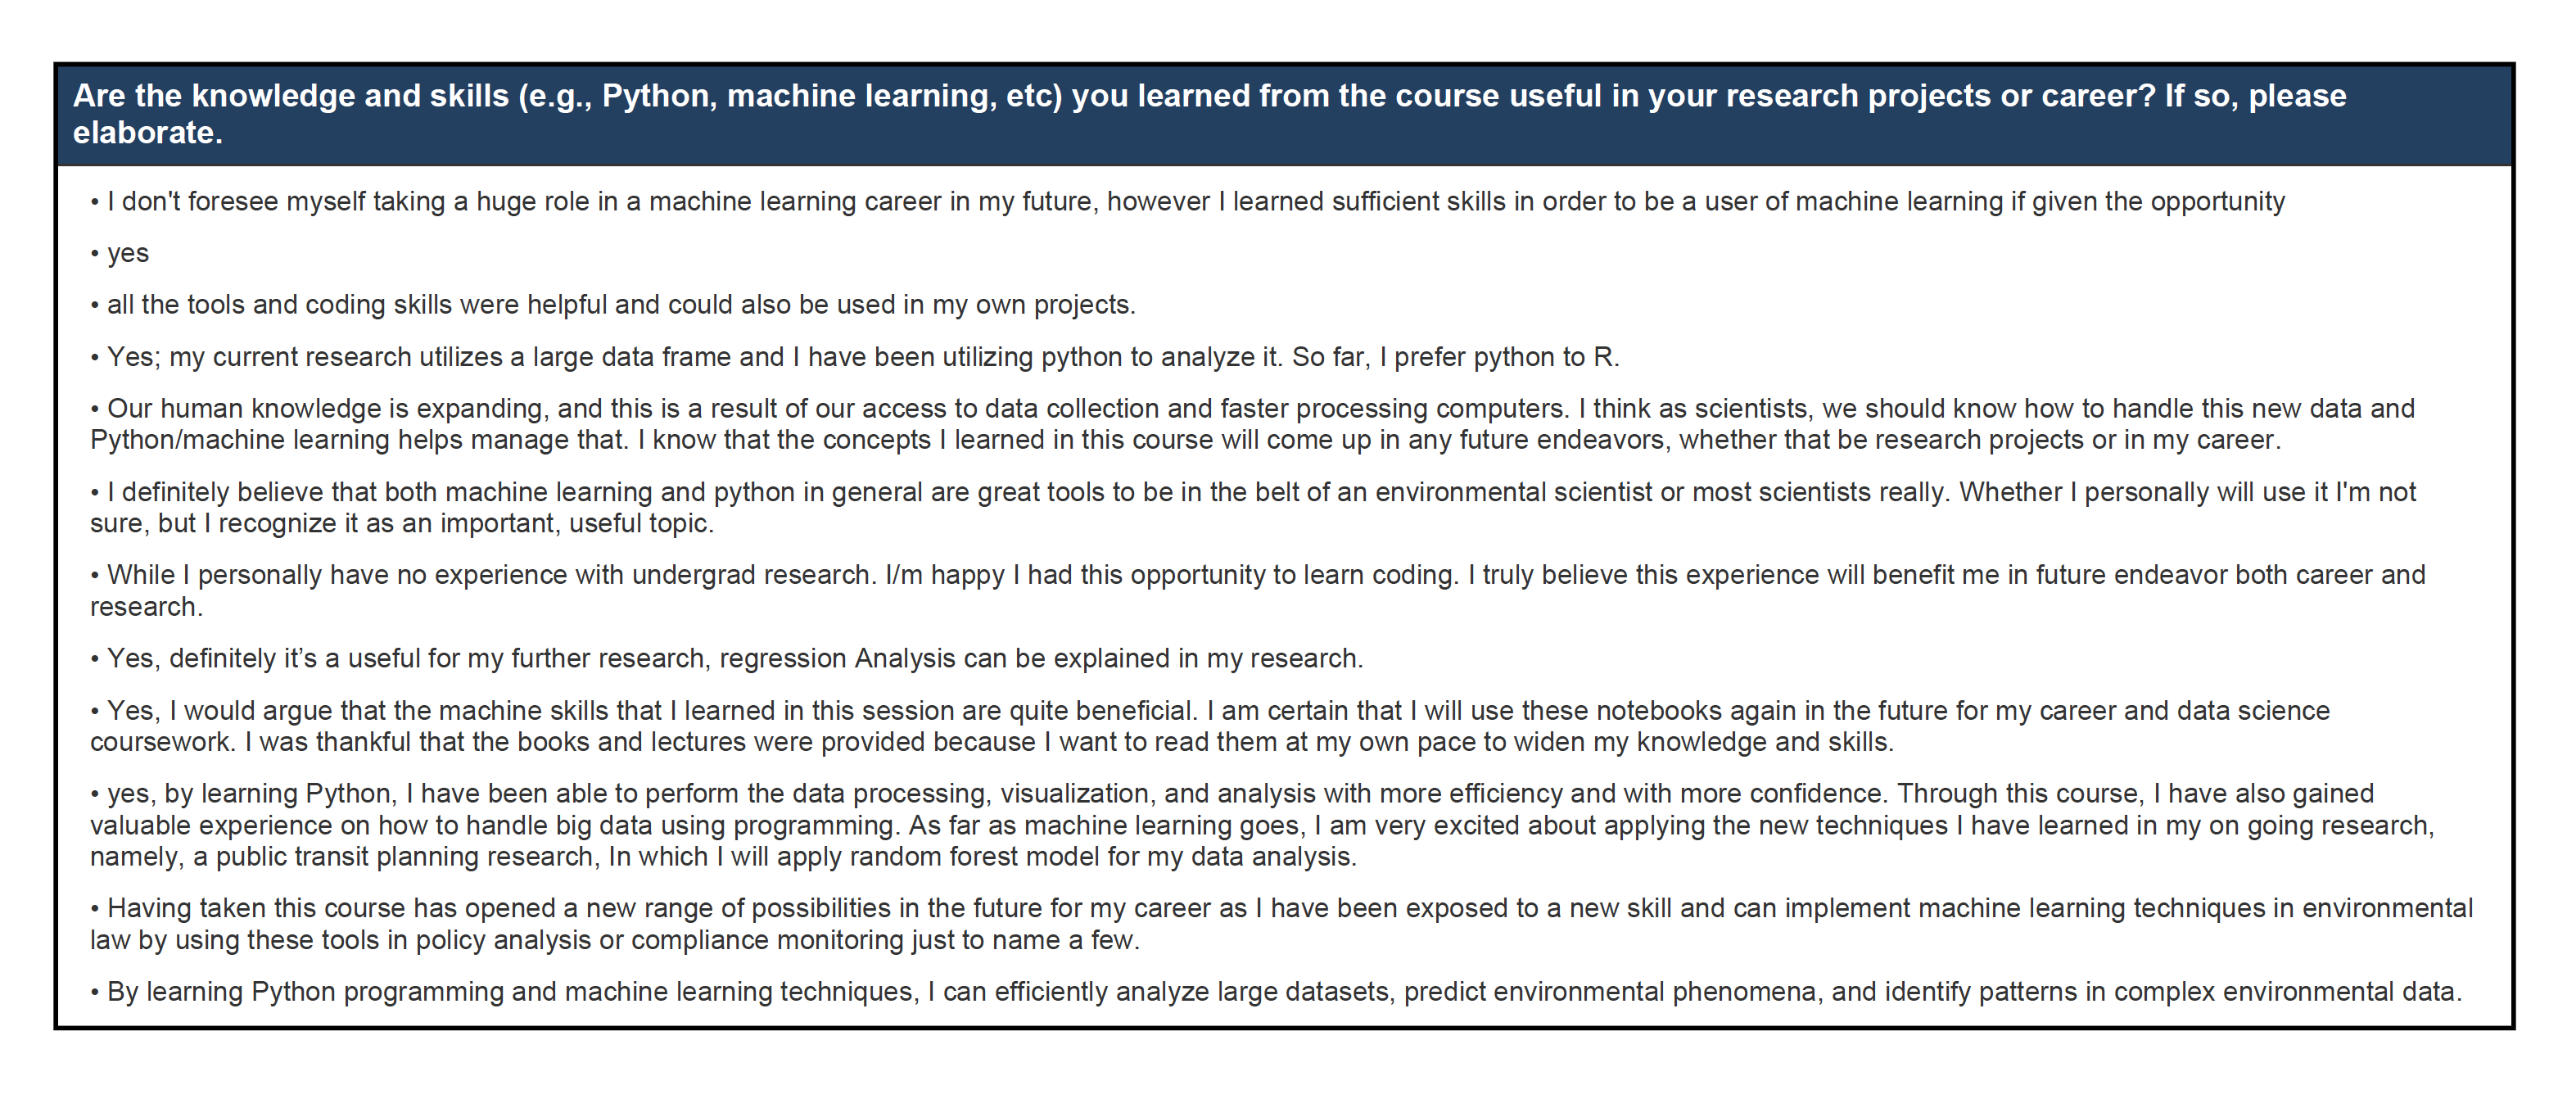 Are the knowledge and skills (e.g., Python, machine learning, etc) you learned from the course useful in your research projects or career? If so, please
elaborate.
• I don't foresee myself taking a huge role in a machine learning career in my future, however I learned sufficient skills in order to be a user of machine learning if given the opportunity
• yes
• all the tools and coding skills were helpful and could also be used in my own projects.
• Yes; my current research utilizes a large data frame and I have been utilizing python to analyze it. So far, I prefer python to R.
• Our human knowledge is expanding, and this is a result of our access to data collection and faster processing computers. I think as scientists, we should know how to handle this new data and
Python/machine learning helps manage that. I know that the concepts I learned in this course will come up in any future endeavors, whether that be research projects or in my career.
• I definitely believe that both machine learning and python in general are great tools to be in the belt of an environmental scientist or most scientists really. Whether I personally will use it I'm not
sure, but I recognize it as an important, useful topic.
• While I personally have no experience with undergrad research. I/m happy I had this opportunity to learn coding. I truly believe this experience will benefit me in future endeavor both career and
research.
• Yes, definitely it’s a useful for my further research, regression Analysis can be explained in my research.
• Yes, I would argue that the machine skills that I learned in this session are quite beneficial. I am certain that I will use these notebooks again in the future for my career and data science
coursework. I was thankful that the books and lectures were provided because I want to read them at my own pace to widen my knowledge and skills.
• yes, by learning Python, I have been able to perform the data processing, visualization, and analysis with more efficiency and with more confidence. Through this course, I have also gained
valuable experience on how to handle big data using programming. As far as machine learning goes, I am very excited about applying the new techniques I have learned in my on going research,
namely, a public transit planning research, In which I will apply random forest model for my data analysis.
• Having taken this course has opened a new range of possibilities in the future for my career as I have been exposed to a new skill and can implement machine learning techniques in environmental
law by using these tools in policy analysis or compliance monitoring just to name a few.
• By learning Python programming and machine learning techniques, I can efficiently analyze large datasets, predict environmental phenomena, and identify patterns in complex environmental data.